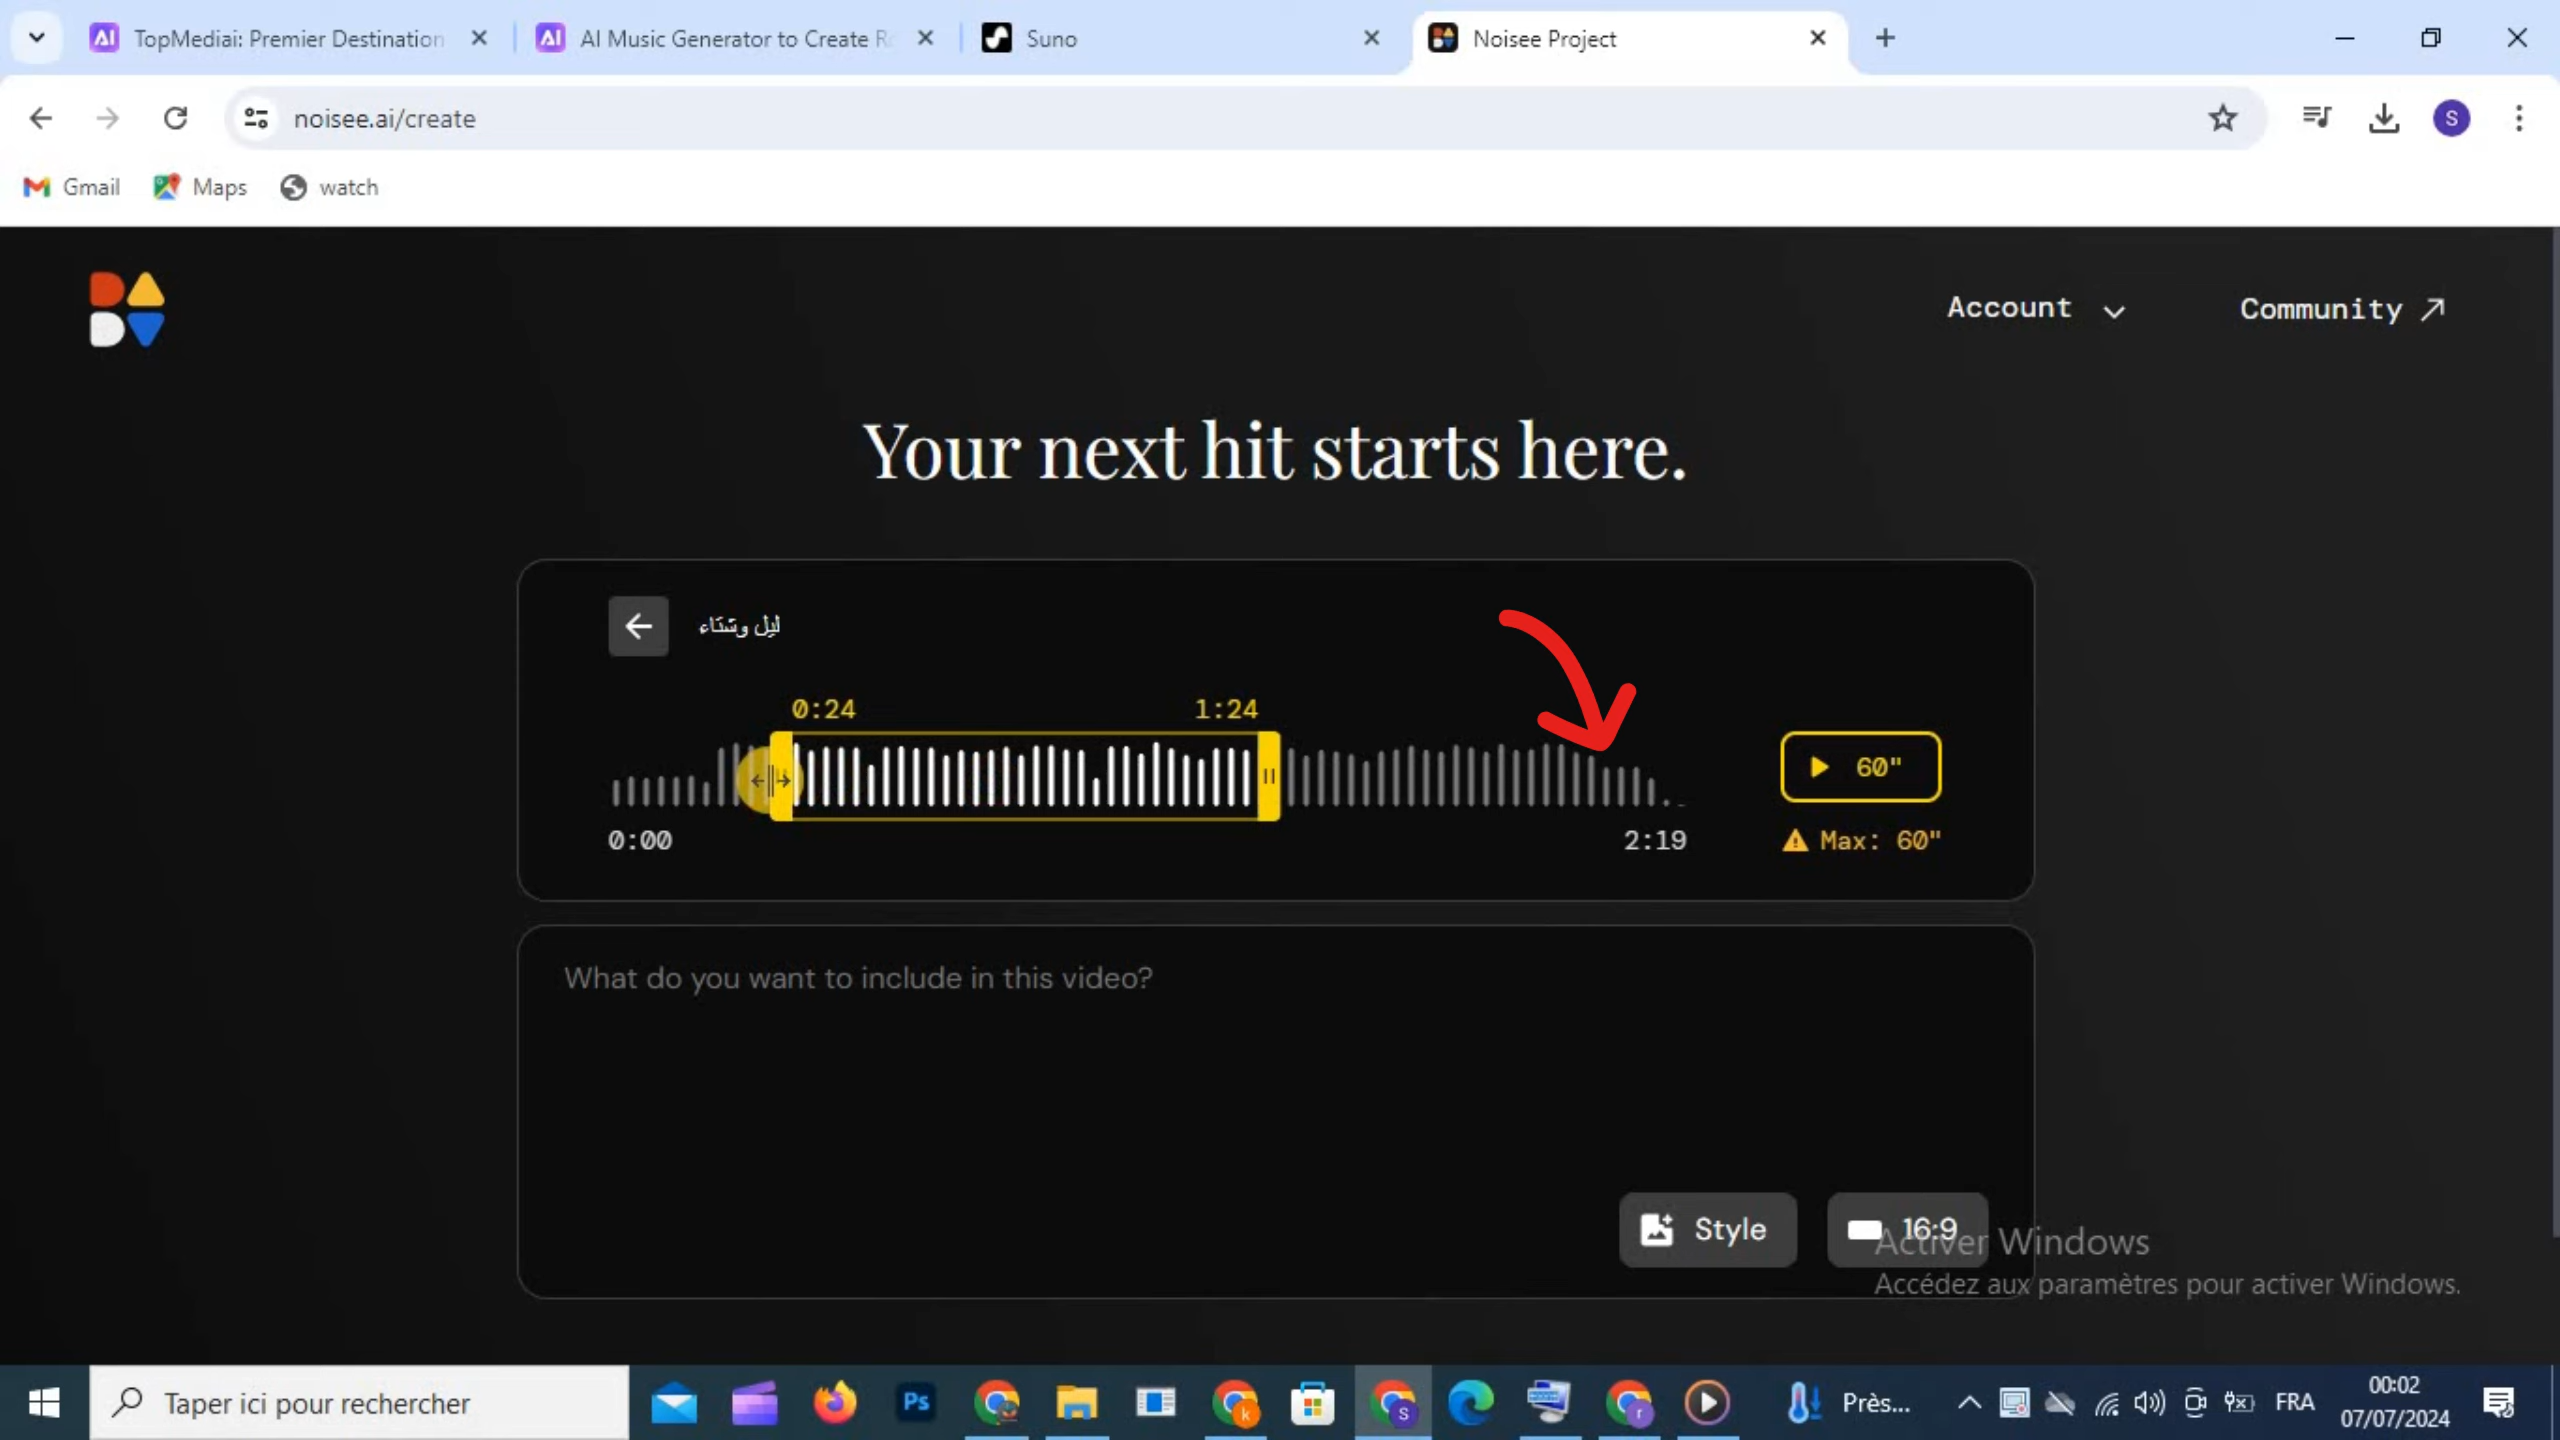 TopMediai: Premier Destination
AI Music Generator to Create Ro
Suno
Noisee Project
noisee.ai/create
S
Gmail
Maps
watch
Account
Community
Your next hit starts here.
ليل وشتاء
0:24
1:24
60"
0:00
2:19
Max: 60"
What do you want to include in this video?
Style
16:9
Activer Windows
Accédez aux paramètres pour activer Windows.
Taper ici pour rechercher
Ps
k
S
r
Près...
FRA
00:02
07/07/2024